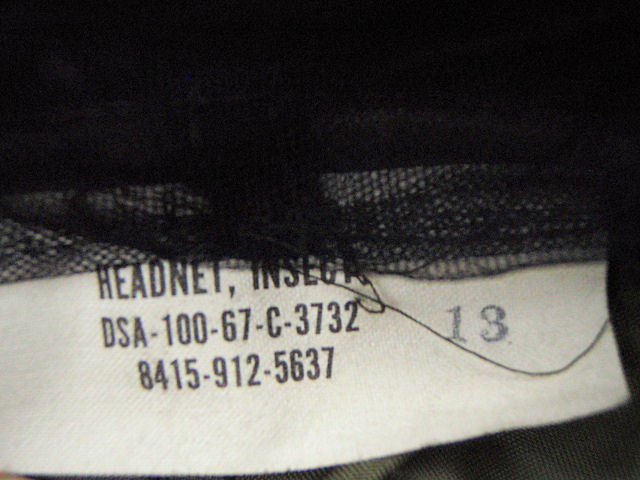 HEADNET, INSECT
DSA-100-67-C-3732
8415-912-5637
13